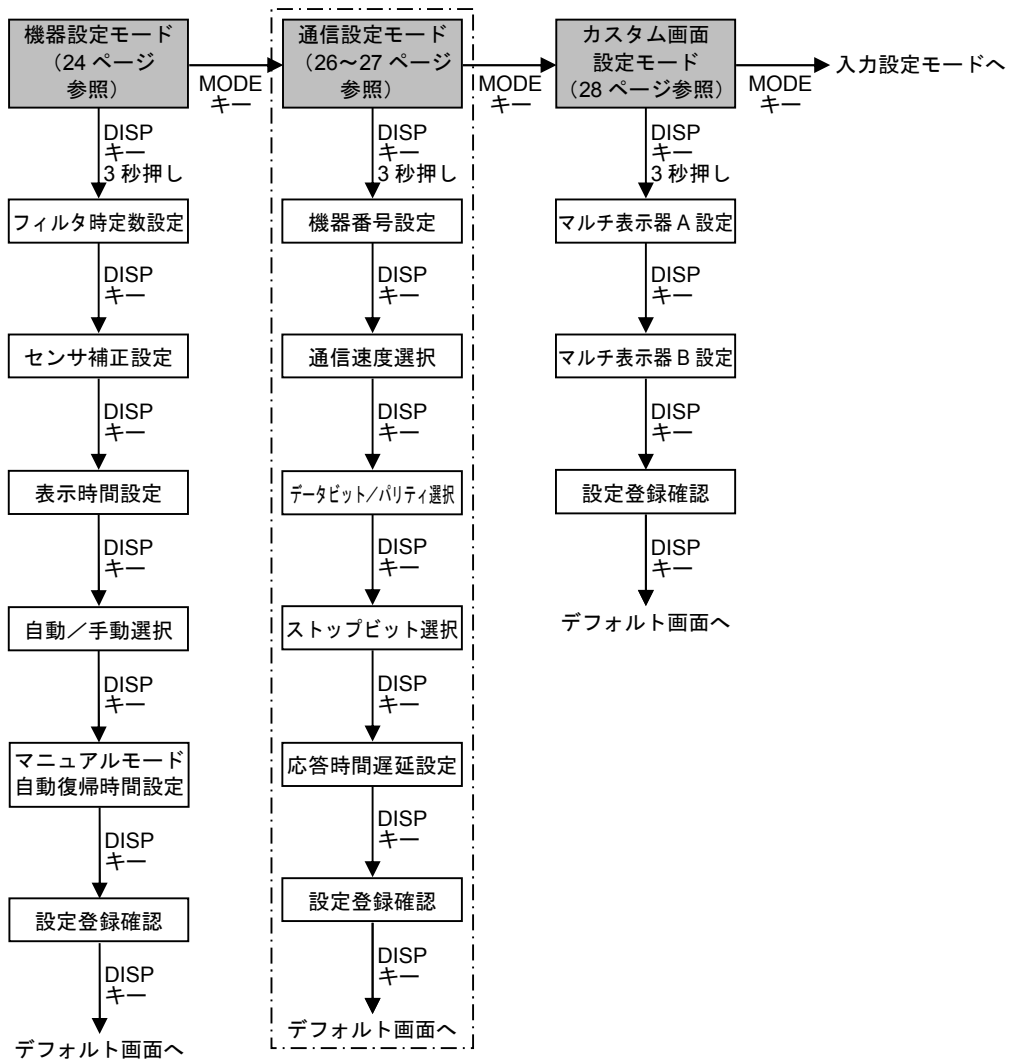 機器設定モード
（24 ページ
参照）
MODE
キー
通信設定モード
（26～27 ページ
参照）
MODE
キー
カスタム画面
設定モード
（28 ページ参照）
MODE
キー
入力設定モードへ
DISP
キー
3 秒押し
フィルタ時定数設定
DISP
キー
センサ補正設定
DISP
キー
表示時間設定
DISP
キー
自動／手動選択
DISP
キー
マニュアルモード
自動復帰時間設定
DISP
キー
設定登録確認
DISP
キー
デフォルト画面へ
DISP
キー
3 秒押し
機器番号設定
DISP
キー
通信速度選択
DISP
キー
データビット／パリティ選択
DISP
キー
ストップビット選択
DISP
キー
応答時間遅延設定
DISP
キー
設定登録確認
DISP
キー
デフォルト画面へ
DISP
キー
3 秒押し
マルチ表示器 A 設定
DISP
キー
マルチ表示器 B 設定
DISP
キー
設定登録確認
DISP
キー
デフォルト画面へ